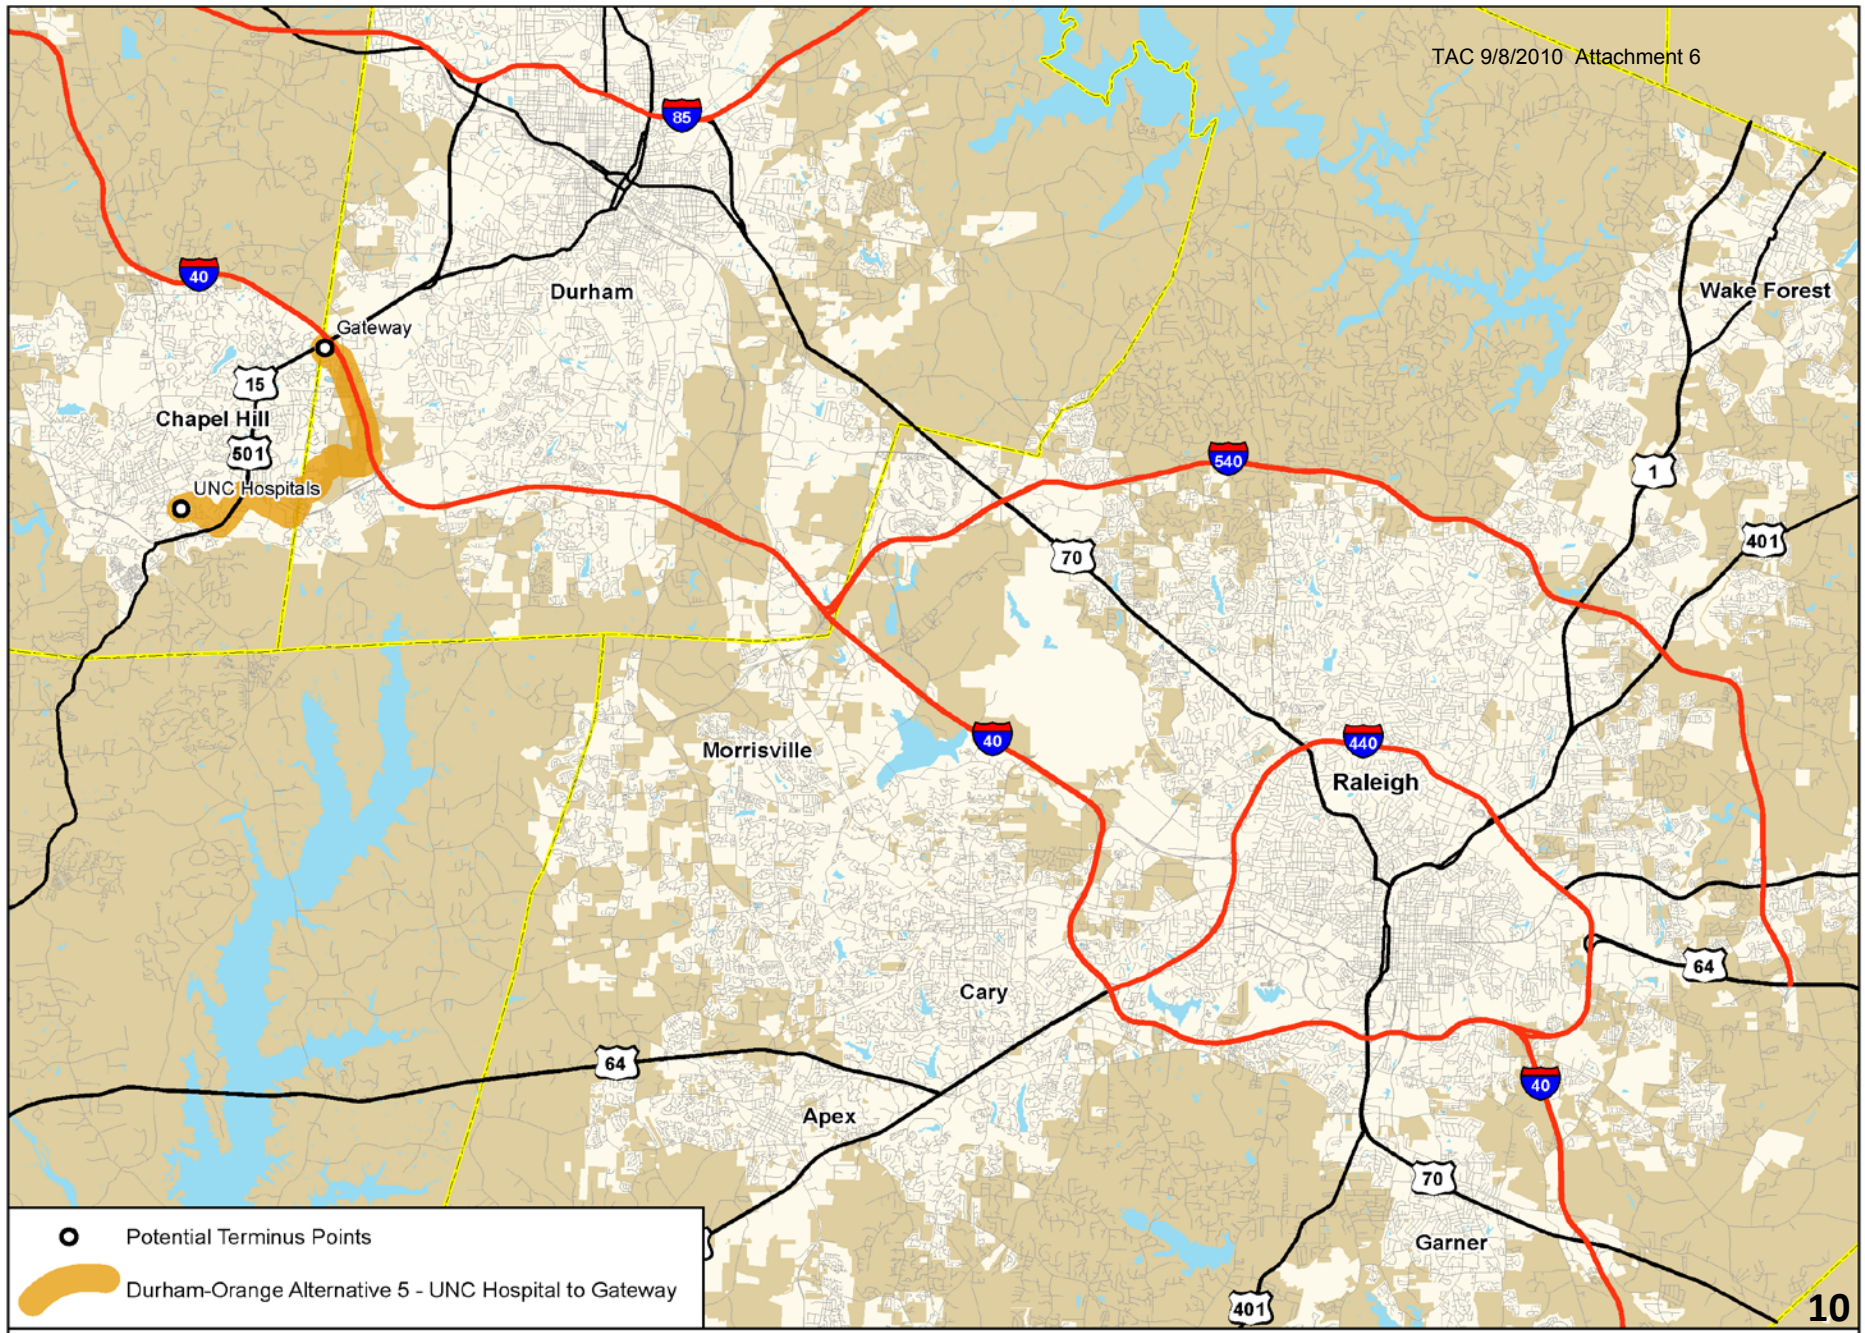 TAC 9/8/2010  Attachment 6
85
40
Durham
Wake Forest
Gateway
15
Chapel Hill
501
540
1
UNC Hospitals
401
70
40
440
Morrisville
Raleigh
64
Cary
64
40
Apex
70
Garner
401
Potential Terminus Points
Durham-Orange Alternative 5 - UNC Hospital to Gateway
10